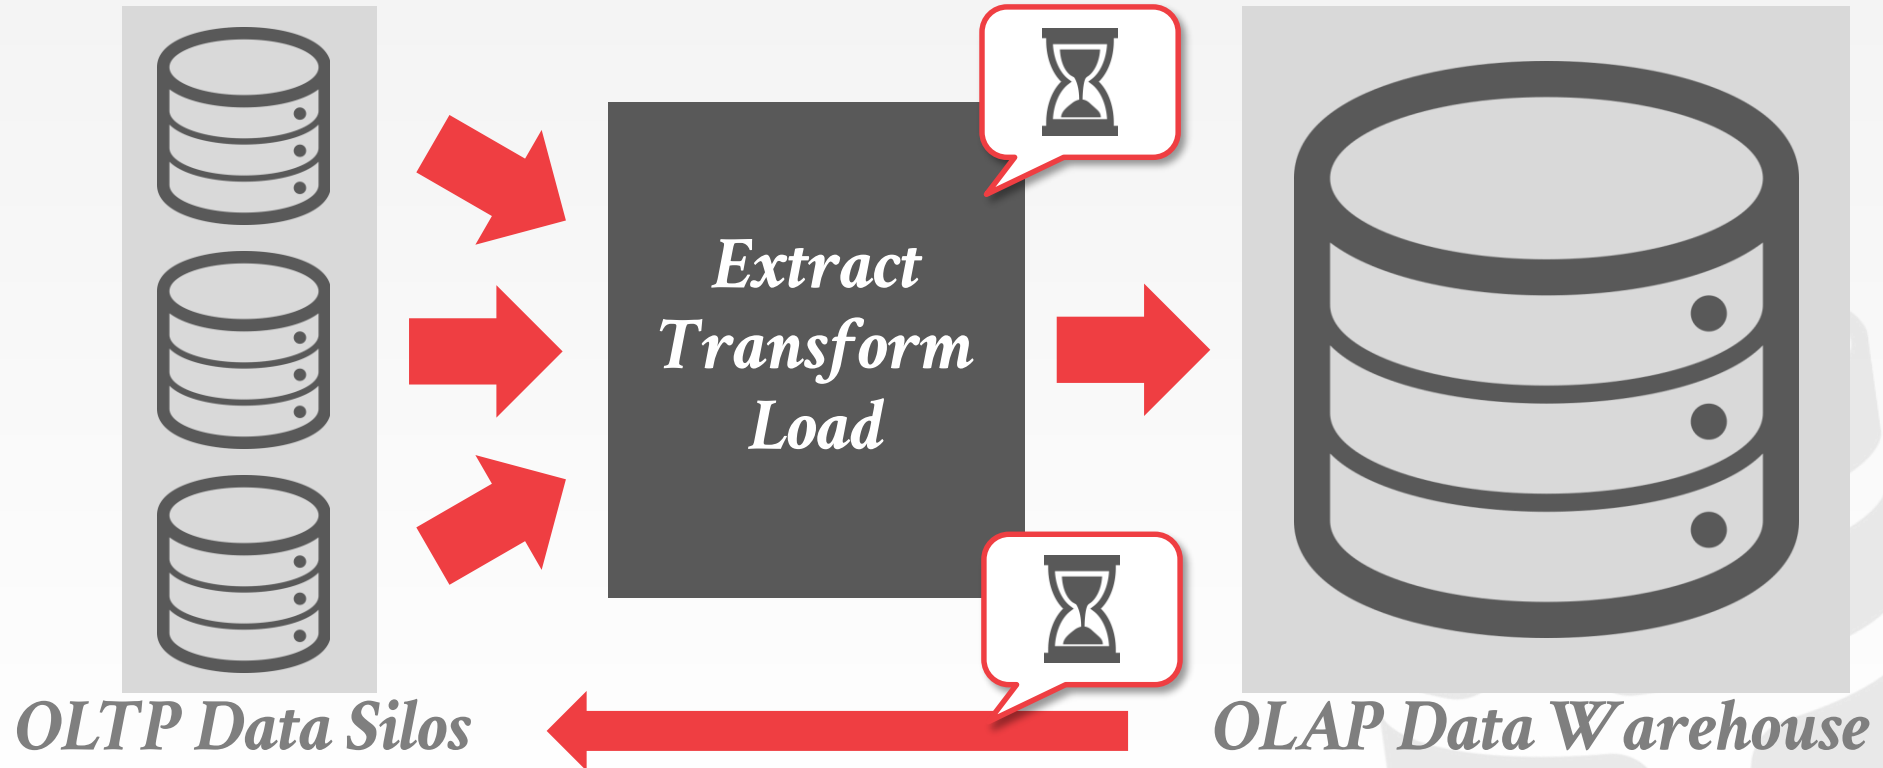 Extract
Transform
Load
OLTP Data Silos
OLAP Data Warehouse